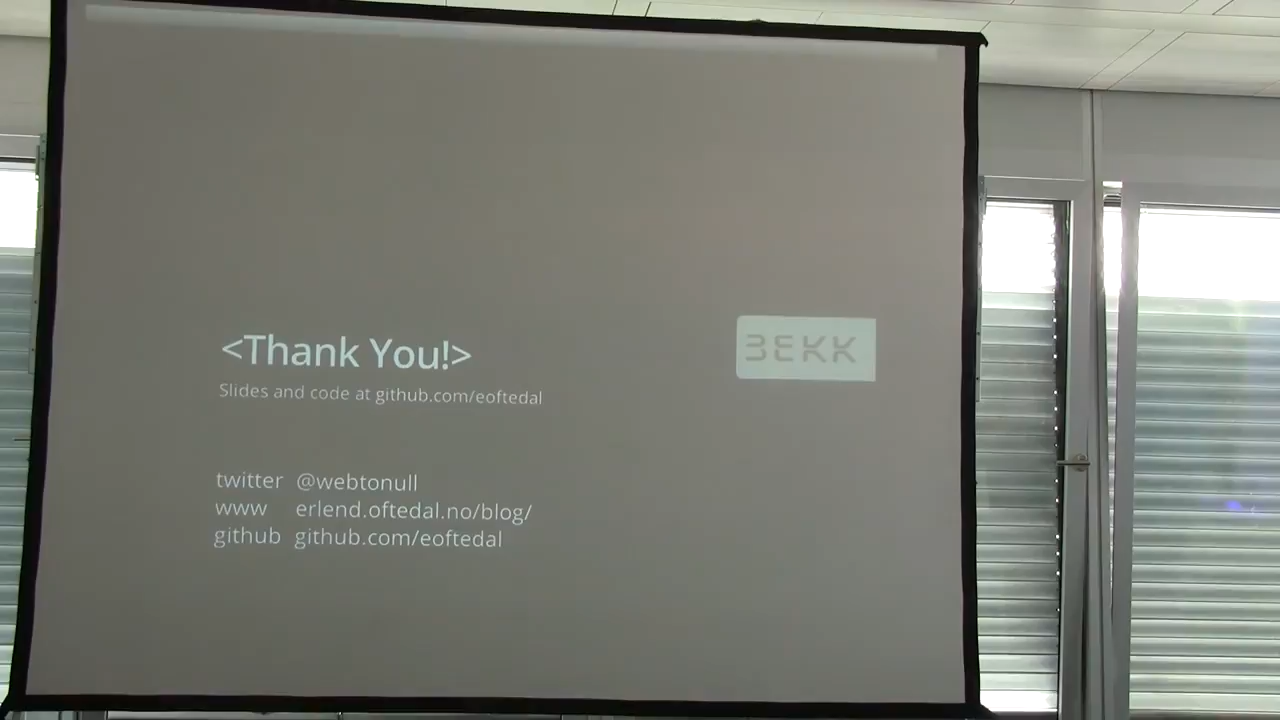 <Thank You!>
Slides and code at github.com/eoftedal
BEKK
twitter @webtonull
www erlend.oftedal.no/blog/
github github.com/eoftedal